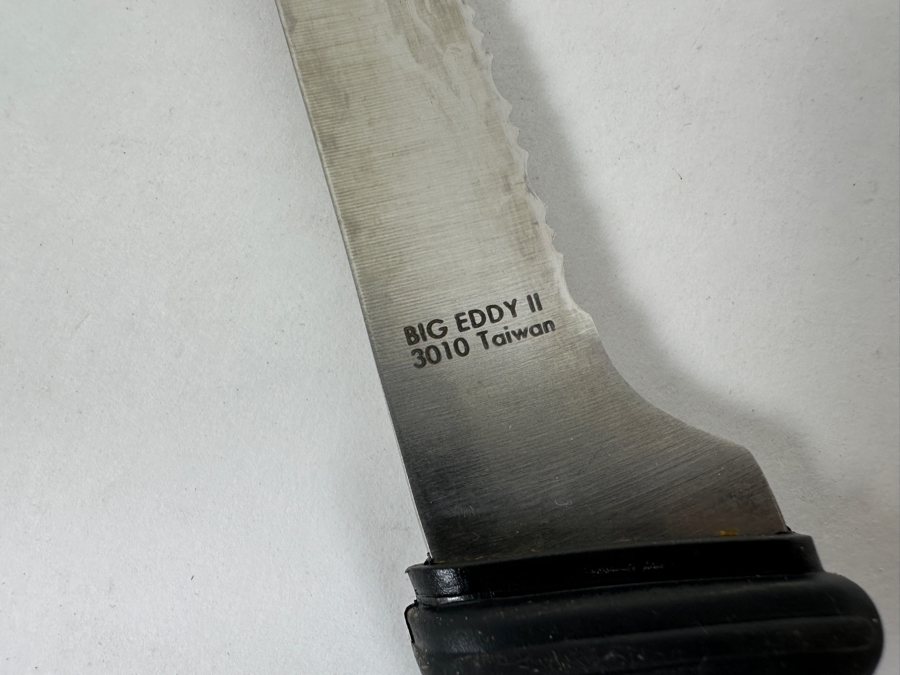 BIG EDDY II
3010 Taiwan